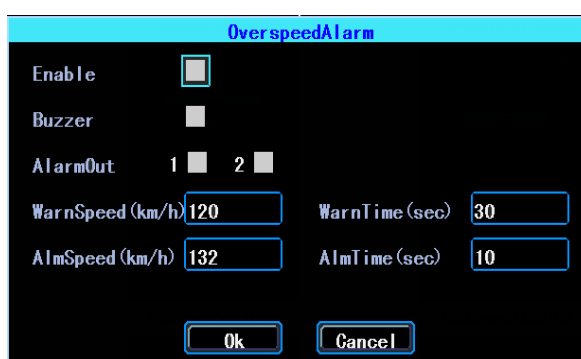 OverspeedAlarm
Enable
Buzzer
AlarmOut 1 2
WarnSpeed(km/h) 120 WarnTime(sec) 30
AlmSpeed(km/h) 132 AlmTime(sec) 10
Ok Cancel